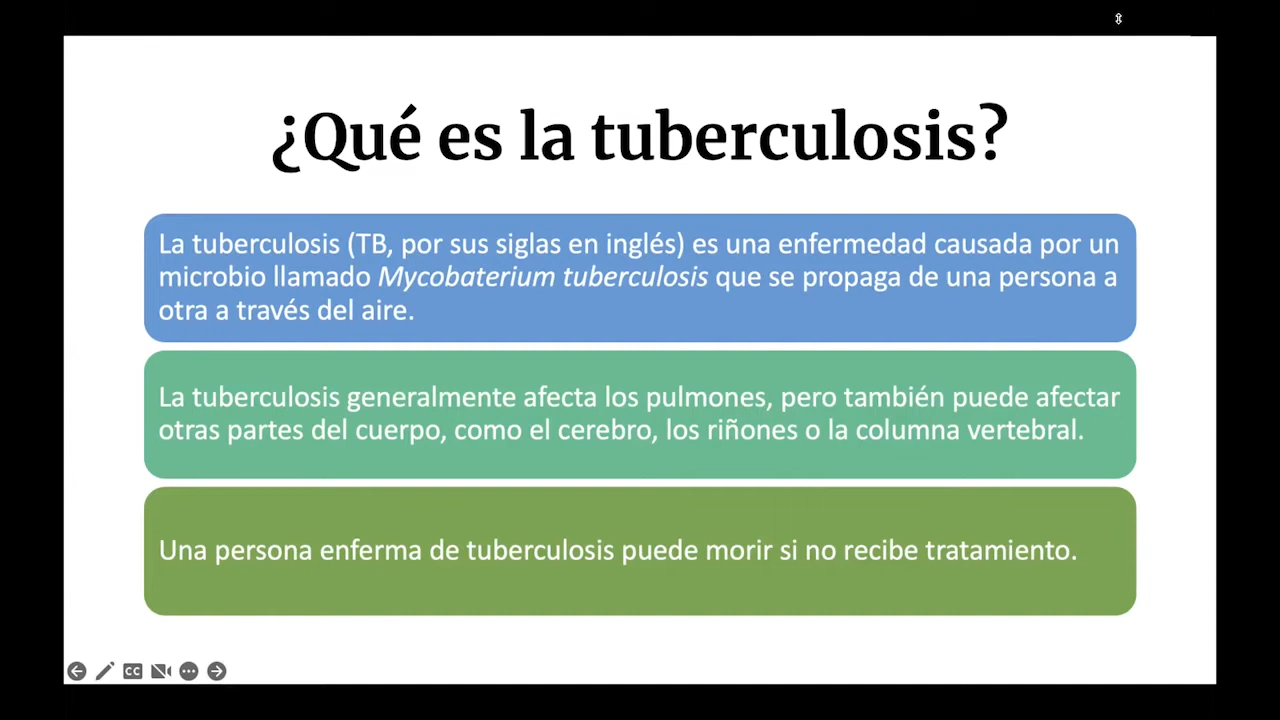 ¿Qué es la tuberculosis?
La tuberculosis (TB, por sus siglas en inglés) es una enfermedad causada por un
microbio llamado Mycobaterium tuberculosis que se propaga de una persona a
otra a través del aire.
La tuberculosis generalmente afecta los pulmones, pero también puede afectar
otras partes del cuerpo, como el cerebro, los riñones o la columna vertebral.
Una persona enferma de tuberculosis puede morir si no recibe tratamiento.
CC